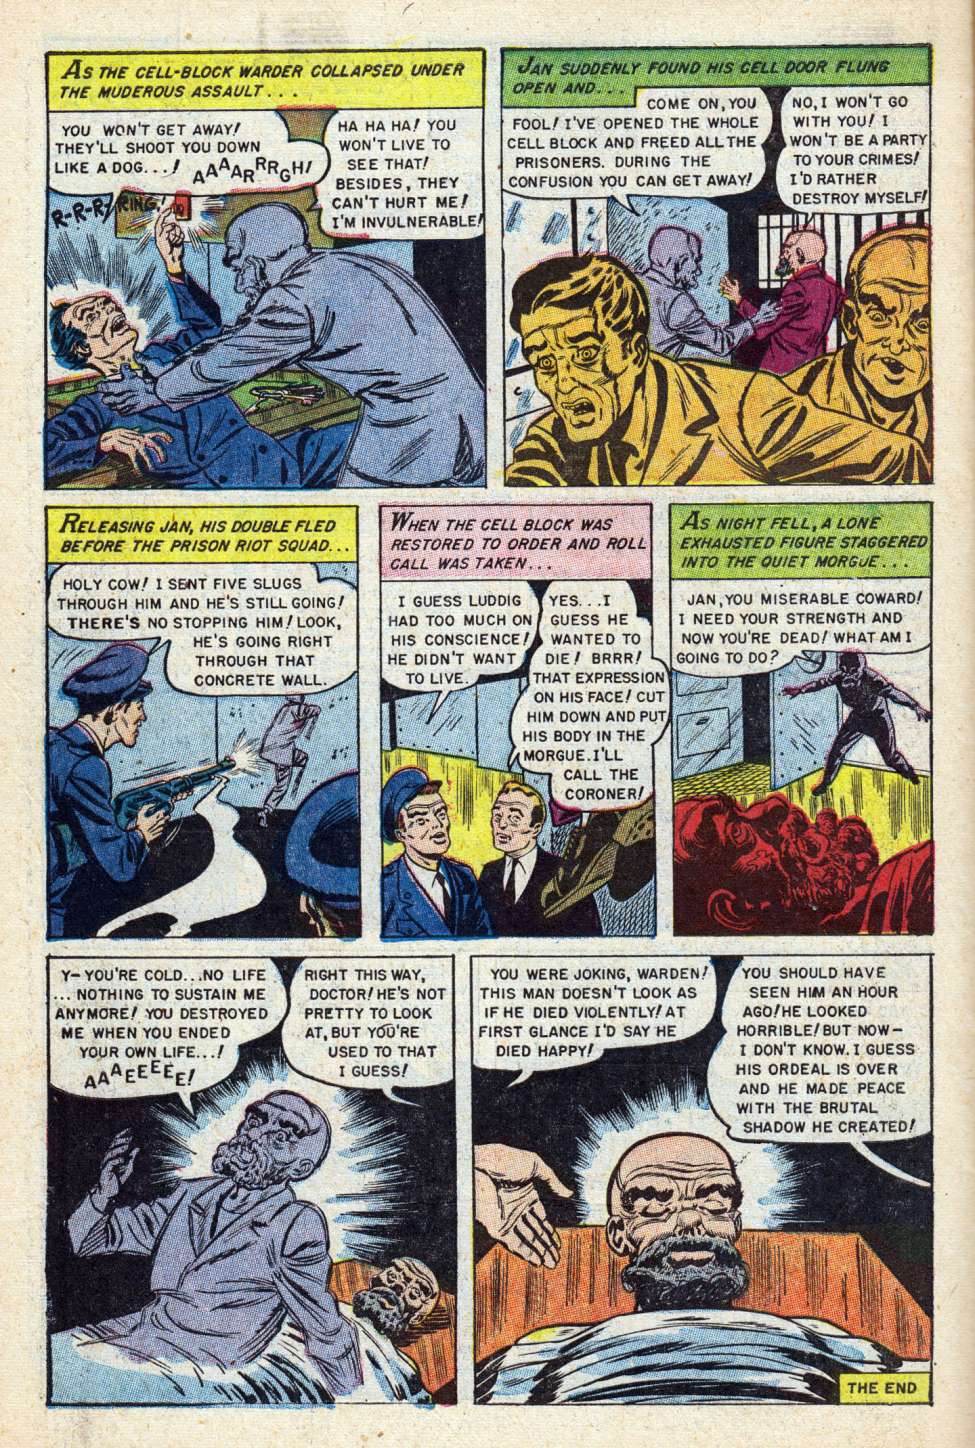 AS THE CELL-BLOCK WARDER COLLAPSED UNDER
THE MUDEROUS ASSAULT...
YOU WON'T GET AWAY!
THEY'LL SHOOT YOU DOWN
LIKE A DOG...! AAAARRRGH!
HA HA HA! YOU
WON'T LIVE TO
SEE THAT!
BESIDES, THEY
CAN'T HURT ME!
I'M INVULNERABLE!
R-R-R-RING!
JAN SUDDENLY FOUND HIS CELL DOOR FLUNG
OPEN AND...
COME ON, YOU
FOOL! I'VE OPENED THE WHOLE
CELL BLOCK AND FREED ALL THE
PRISONERS. DURING THE
CONFUSION YOU CAN GET AWAY!
NO, I WON'T GO
WITH YOU! I
WON'T BE A PARTY
TO YOUR CRIMES!
I'D RATHER
DESTROY MYSELF!
RELEASING JAN, HIS DOUBLE FLED
BEFORE THE PRISON RIOT SQUAD...
HOLY COW! I SENT FIVE SLUGS
THROUGH HIM AND HE'S STILL GOING!
THERE'S NO STOPPING HIM! LOOK,
HE'S GOING RIGHT
THROUGH THAT
CONCRETE WALL.
WHEN THE CELL BLOCK WAS
RESTORED TO ORDER AND ROLL
CALL WAS TAKEN...
I GUESS LUDDIG
HAD TOO MUCH ON
HIS CONSCIENCE!
HE DIDN'T WANT
TO LIVE.
YES...I
GUESS HE
WANTED TO
DIE! BRRR!
THAT EXPRESSION
ON HIS FACE! CUT
HIM DOWN AND PUT
HIS BODY IN THE
MORGUE. I'LL
CALL THE
CORONER!
AS NIGHT FELL, A LONE
EXHAUSTED FIGURE STAGGERED
INTO THE QUIET MORGUE...
JAN, YOU MISERABLE COWARD!
I NEED YOUR STRENGTH AND
NOW YOU'RE DEAD! WHAT AM I
GOING TO DO?
Y-YOU'RE COLD...NO LIFE
...NOTHING TO SUSTAIN ME
ANYMORE! YOU DESTROYED
ME WHEN YOU ENDED
YOUR OWN LIFE...!
AAAEEEEE!
RIGHT THIS WAY,
DOCTOR! HE'S NOT
PRETTY TO LOOK
AT, BUT YOU'RE
USED TO THAT
I GUESS!
YOU WERE JOKING, WARDEN!
THIS MAN DOESN'T LOOK AS
IF HE DIED VIOLENTLY! AT
FIRST GLANCE I'D SAY HE
DIED HAPPY!
YOU SHOULD HAVE
SEEN HIM AN HOUR
AGO! HE LOOKED
HORRIBLE! BUT NOW-
I DON'T KNOW. I GUESS
HIS ORDEAL IS OVER
AND HE MADE PEACE
WITH THE BRUTAL
SHADOW HE CREATED!
THE END